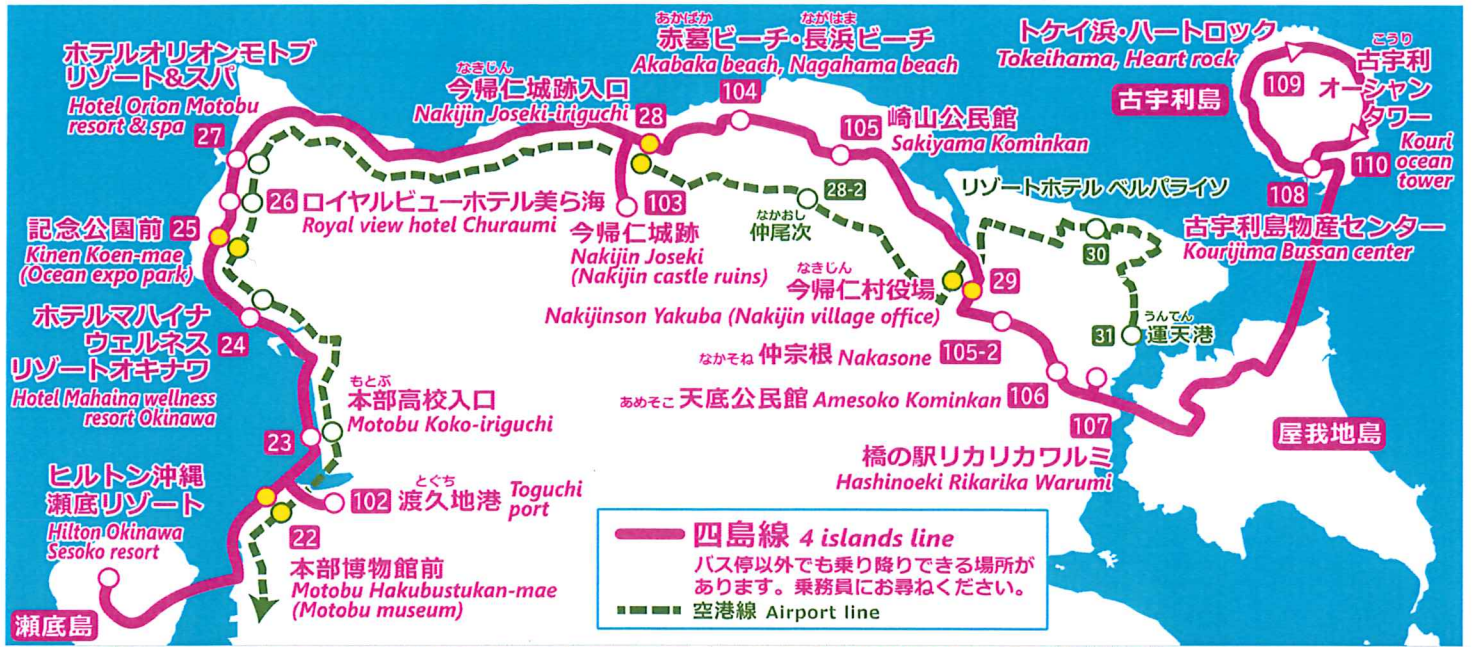 ホテルオリオンモトブ
リゾート&スパ
Hotel Orion Motobu
resort & spa
27
なきじん
今帰仁城跡入口
Nakijin Joseki-iriguchi
28
あかばか ながはま
赤墓ビーチ・長浜ビーチ
Akabaka beach, Nagahama beach
104
105
崎山公民館
Sakiyama Kominkan
トケイ浜・ハートロック
Tokeihama, Heart rock
109
古宇利島
こうり
古宇利
オーシャン
タワー
Kouri
ocean
tower
110
108
古宇利島物産センター
Kourijima Bussan center
26
ロイヤルビューホテル美ら海
Royal view hotel Churaumi
103
今帰仁城跡
Nakijin Joseki
(Nakijin castle ruins)
28-2
なかおし
仲尾次
リゾートホテル ベルパライソ
30
うんてん
31 運天港
記念公園前 25
Kinen Koen-mae
(Ocean expo park)
なきじん
今帰仁村役場
29
Nakijinson Yakuba (Nakijin village office)
ホテルマハイナ
ウェルネス
リゾートオキナワ
24
Hotel Mahaina wellness
resort Okinawa
なかそね 仲宗根 Nakasone 105-2
あめそこ 天底公民館 Amesoko Kominkan 106
107
橋の駅リカリカワルミ
Hashinoeki Rikarika Warumi
屋我地島
もとぶ
本部高校入口
Motobu Koko-iriguchi
23
ヒルトン沖縄
瀬底リゾート
Hilton Okinawa
Sesoko resort
とぐち
102 渡久地港 Toguchi
port
22
本部博物館前
Motobu Hakubustukan-mae
(Motobu museum)
瀬底島
四島線 4 islands line
バス停以外でも乗り降りできる場所が
あります。乗務員にお尋ねください。
空港線 Airport line